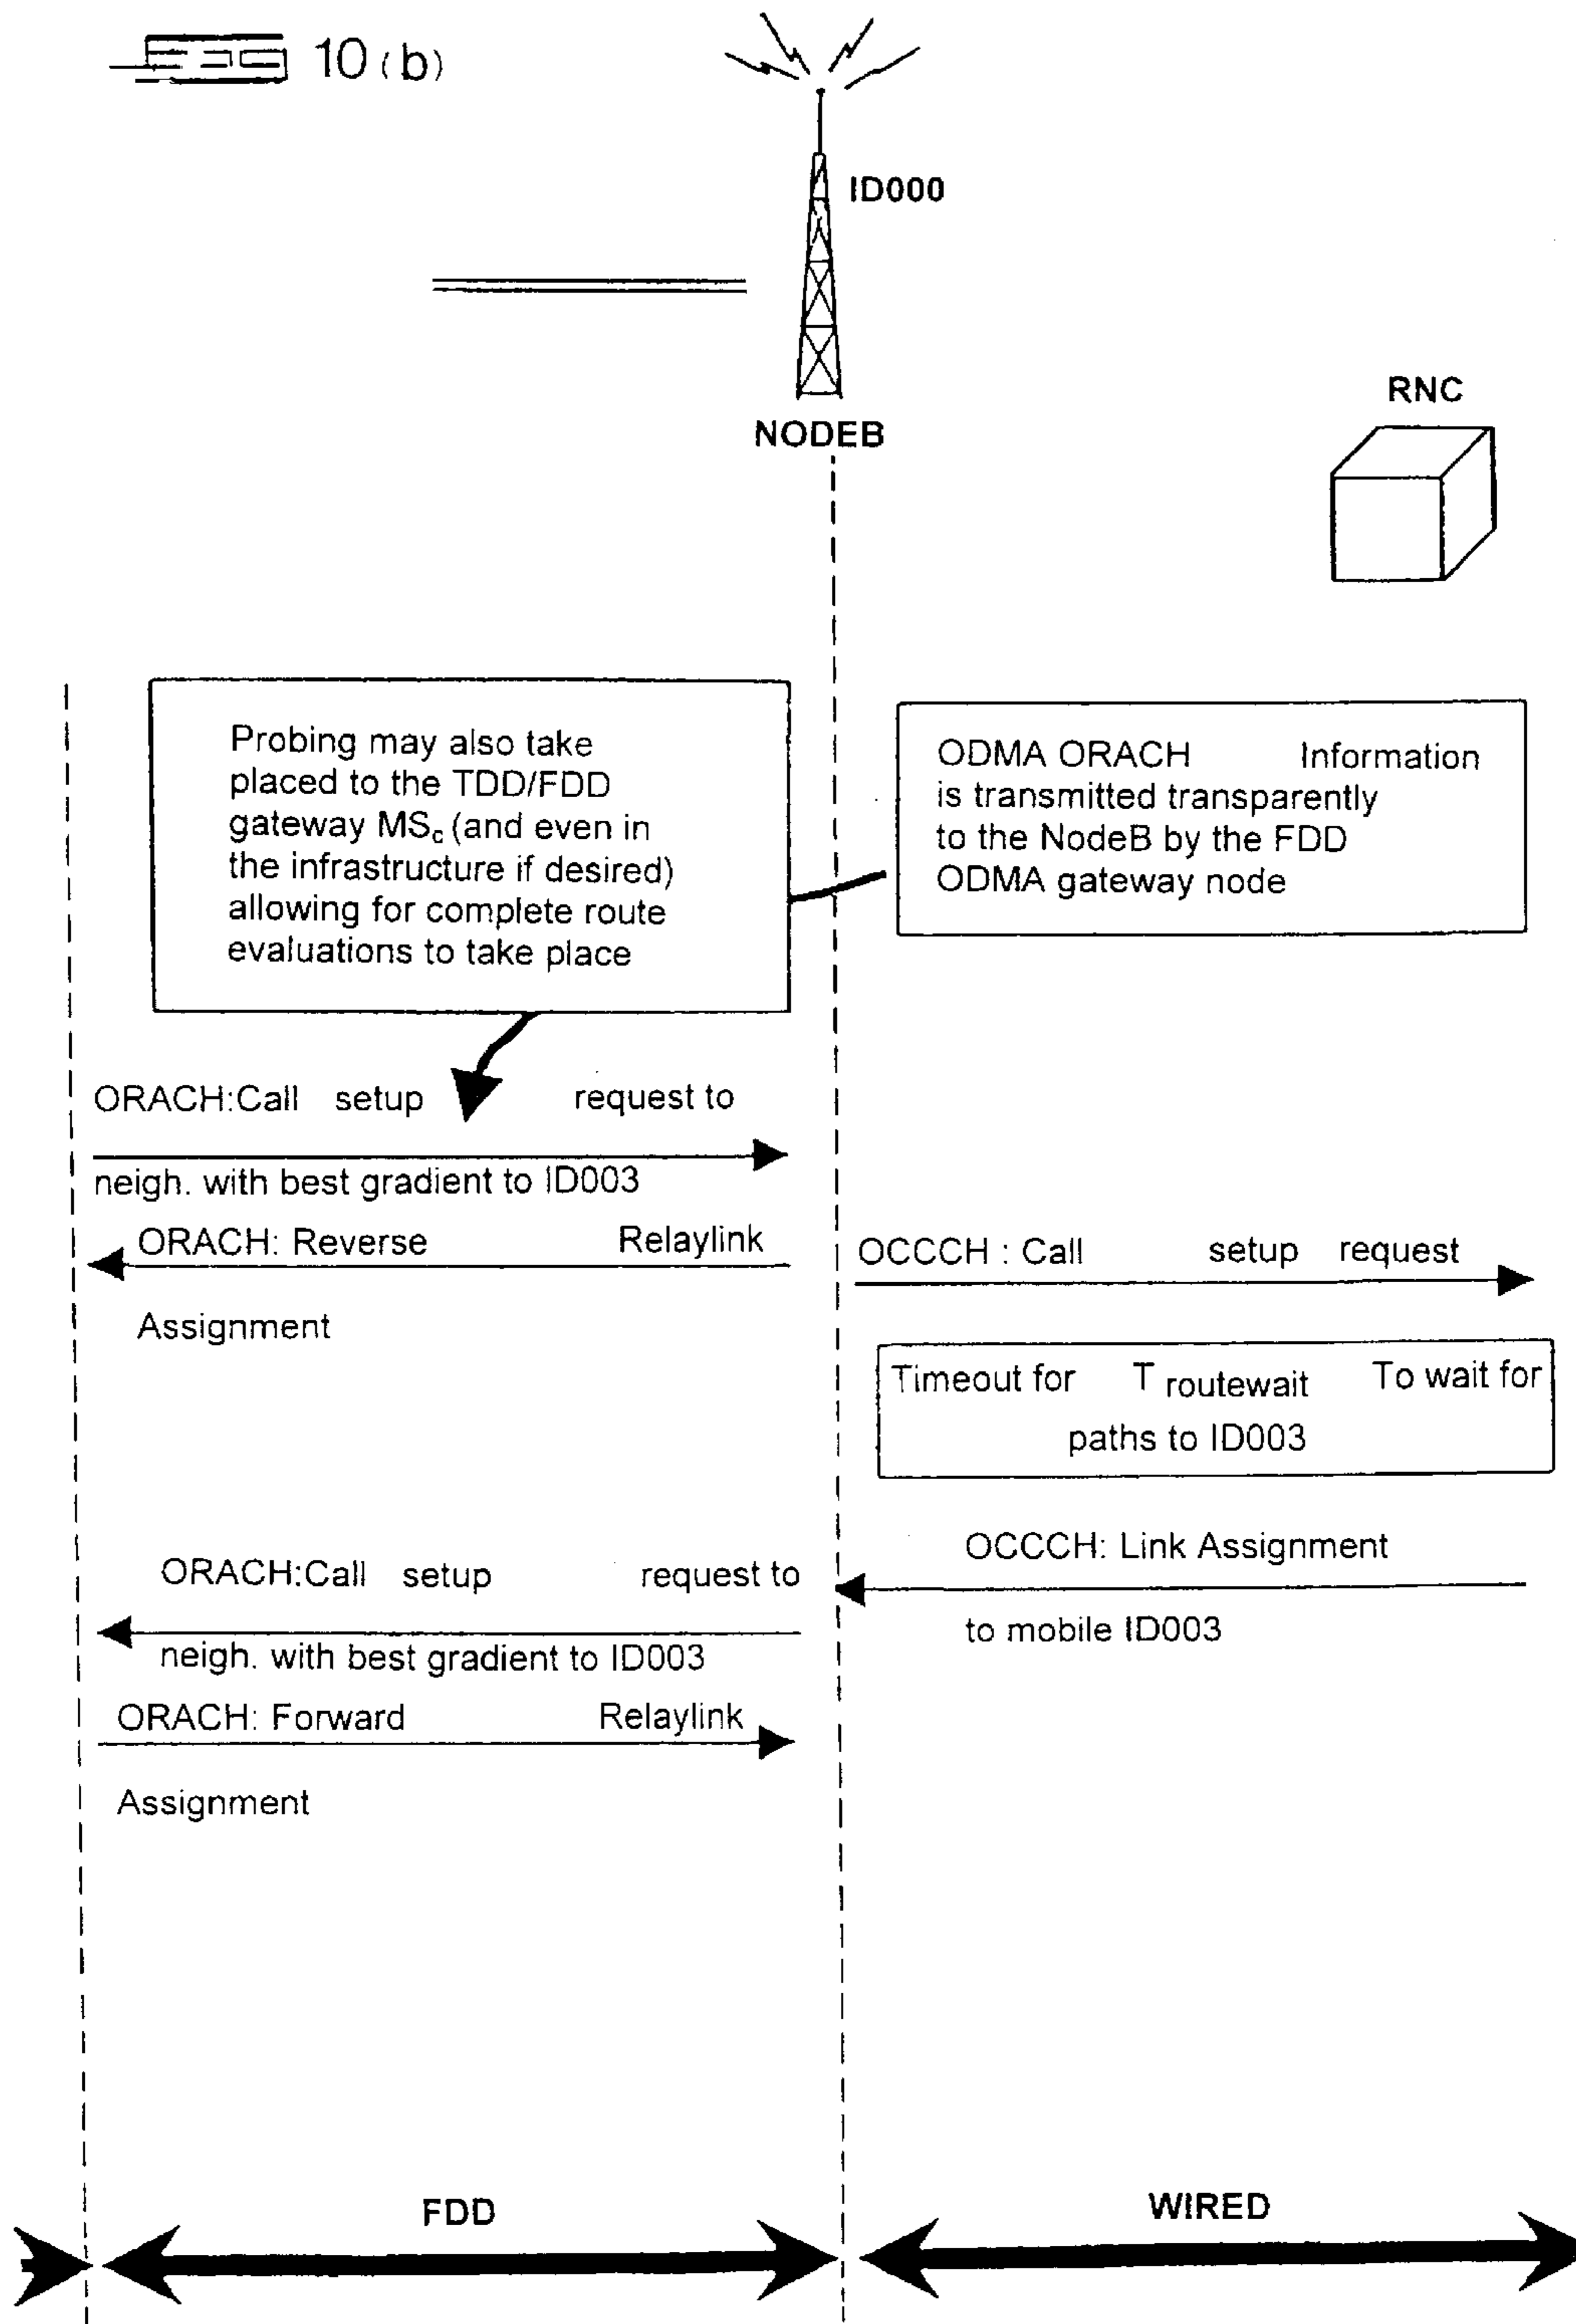 FIG 10 (b)
ID000
NODEB
RNC
Probing may also take
placed to the TDD/FDD
gateway MSc (and even in
the infrastructure if desired)
allowing for complete route
evaluations to take place
ODMA ORACH Information
is transmitted transparently
to the NodeB by the FDD
ODMA gateway node
ORACH:Call setup request to
neigh. with best gradient to ID003
ORACH: Reverse Relaylink
Assignment
OCCCH : Call setup request
Timeout for T routewait To wait for
paths to ID003
OCCCH: Link Assignment
to mobile ID003
ORACH:Call setup request to
neigh. with best gradient to ID003
ORACH: Forward Relaylink
Assignment
FDD
WIRED